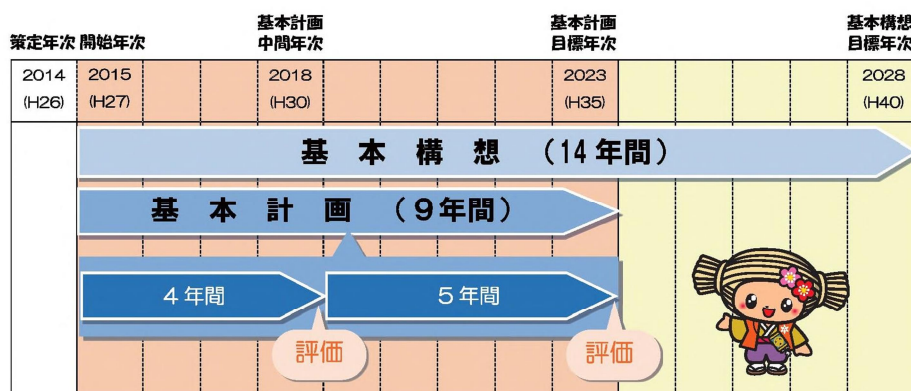 策定年次 開始年次 基本計画中間年次 基本計画目標年次 基本構想目標年次
2014 2015 2018 2023 2028
(H26) (H27) (H30) (H35) (H40)
基本構想（14年間）
基本計画（９年間）
４年間 ５年間
評価 評価